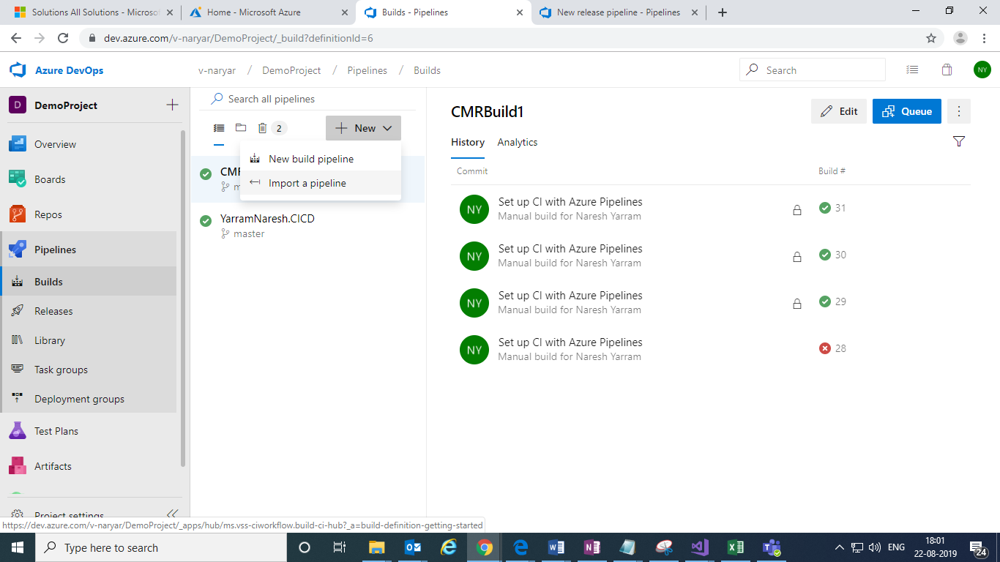 Solutions All Solutions - Microso
Home - Microsoft Azure
Builds - Pipelines
New release pipeline - Pipelines
dev.azure.com/v-naryar/DemoProject/_build?definitionId=6
Azure DevOps
v-naryar / DemoProject / Pipelines / Builds
Search
NY
D
DemoProject
Overview
Boards
Repos
Pipelines
Builds
Releases
Library
Task groups
Deployment groups
Test Plans
Artifacts
Project settings
Search all pipelines
2
New
New build pipeline
Import a pipeline
CMR
m
YarramNaresh.CICD
master
CMRBuild1
Edit
Queue
History
Analytics
Commit
Build #
NY
Set up CI with Azure Pipelines
Manual build for Naresh Yarram
31
NY
Set up CI with Azure Pipelines
Manual build for Naresh Yarram
30
NY
Set up CI with Azure Pipelines
Manual build for Naresh Yarram
29
NY
Set up CI with Azure Pipelines
Manual build for Naresh Yarram
28
https://dev.azure.com/v-naryar/DemoProject/_apps/hub/ms.vss-ciworkflow.build-ci-hub?_a=build-definition-getting-started
Type here to search
ENG
18:01
22-08-2019
24